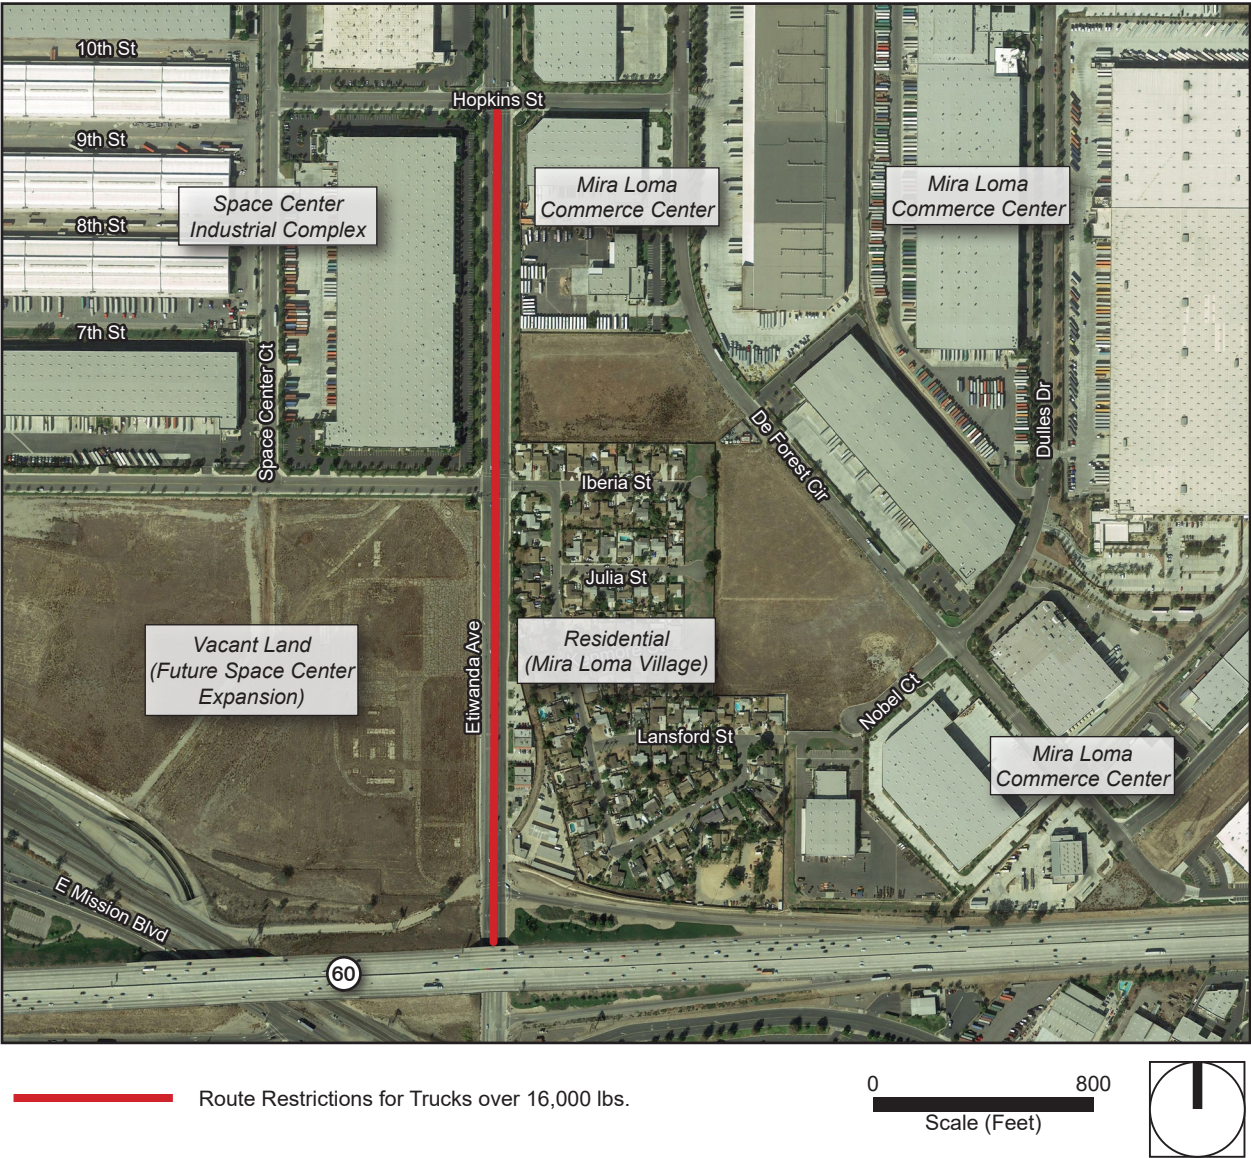 10th St
Hopkins St
9th St
Space Center
Industrial Complex
Mira Loma
Commerce Center
Mira Loma
Commerce Center
8th St
7th St
Space Center Ct
De Forest Cir
Dulles Dr
Iberia St
Julia St
Vacant Land
(Future Space Center
Expansion)
Etiwanda Ave
Residential
(Mira Loma Village)
Nobel Ct
Lansford St
Mira Loma
Commerce Center
E Mission Blvd
60
Route Restrictions for Trucks over 16,000 lbs.
0 800
Scale (Feet)